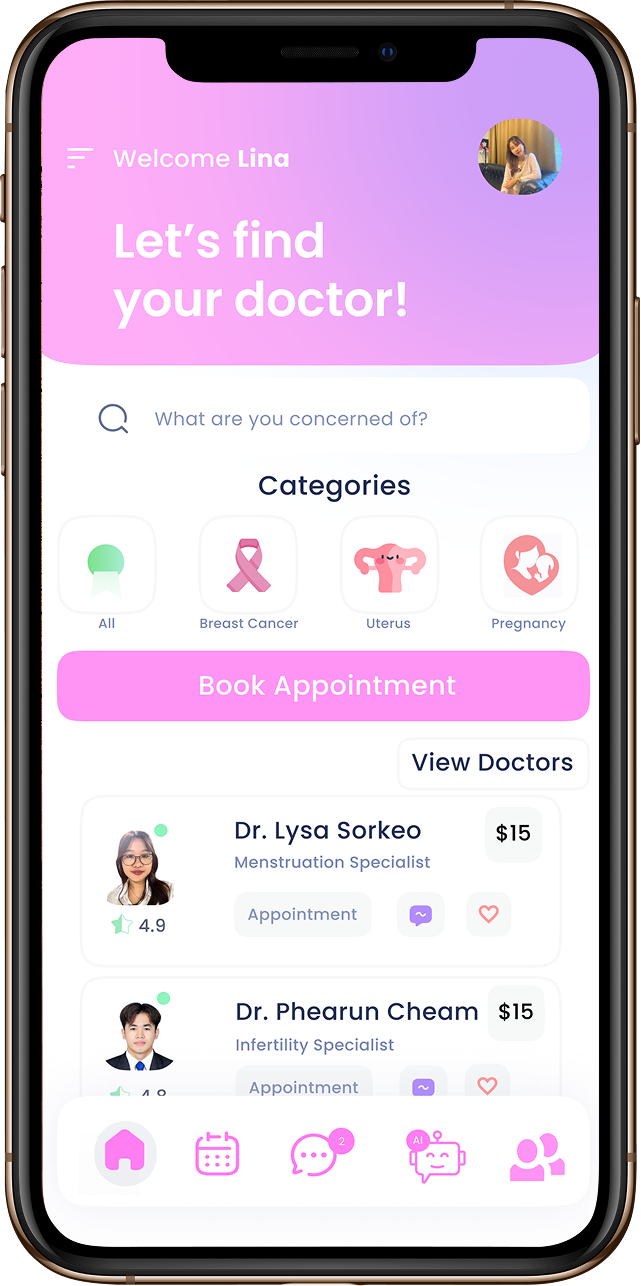 Welcome Lina
Let's find
your doctor!
What are you concerned of?
Categories
All
Breast Cancer
Uterus
Pregnancy
Book Appointment
View Doctors
Dr. Lysa Sorkeo
$15
Menstruation Specialist
Appointment
4.9
Dr. Phearun Cheam
$15
Infertility Specialist
Appointment
4.8
2
AI